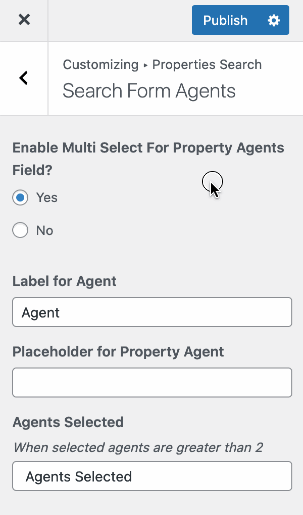 Publish
Customizing ▸ Properties Search
Search Form Agents
Enable Multi Select For Property Agents
Field?
Yes
No
Label for Agent
Agent
Placeholder for Property Agent
Agents Selected
When selected agents are greater than 2
Agents Selected